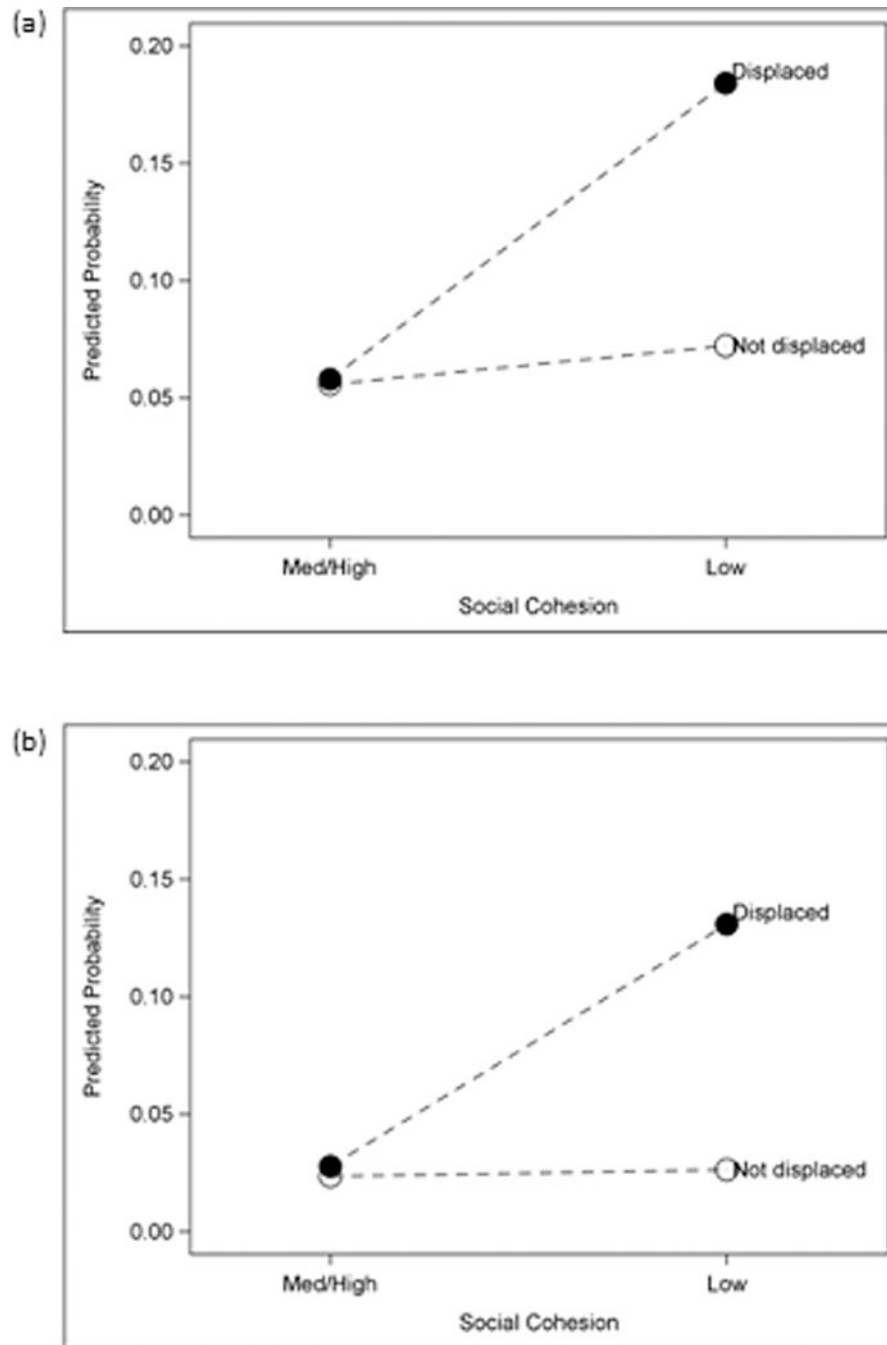 (a)
0.20
Displaced
0.15
Predicted Probability
0.10
Not displaced
0.05
0.00
Med/High
Low
Social Cohesion
(b)
0.20
0.15
Displaced
Predicted Probability
0.10
0.05
Not displaced
0.00
Med/High
Low
Social Cohesion